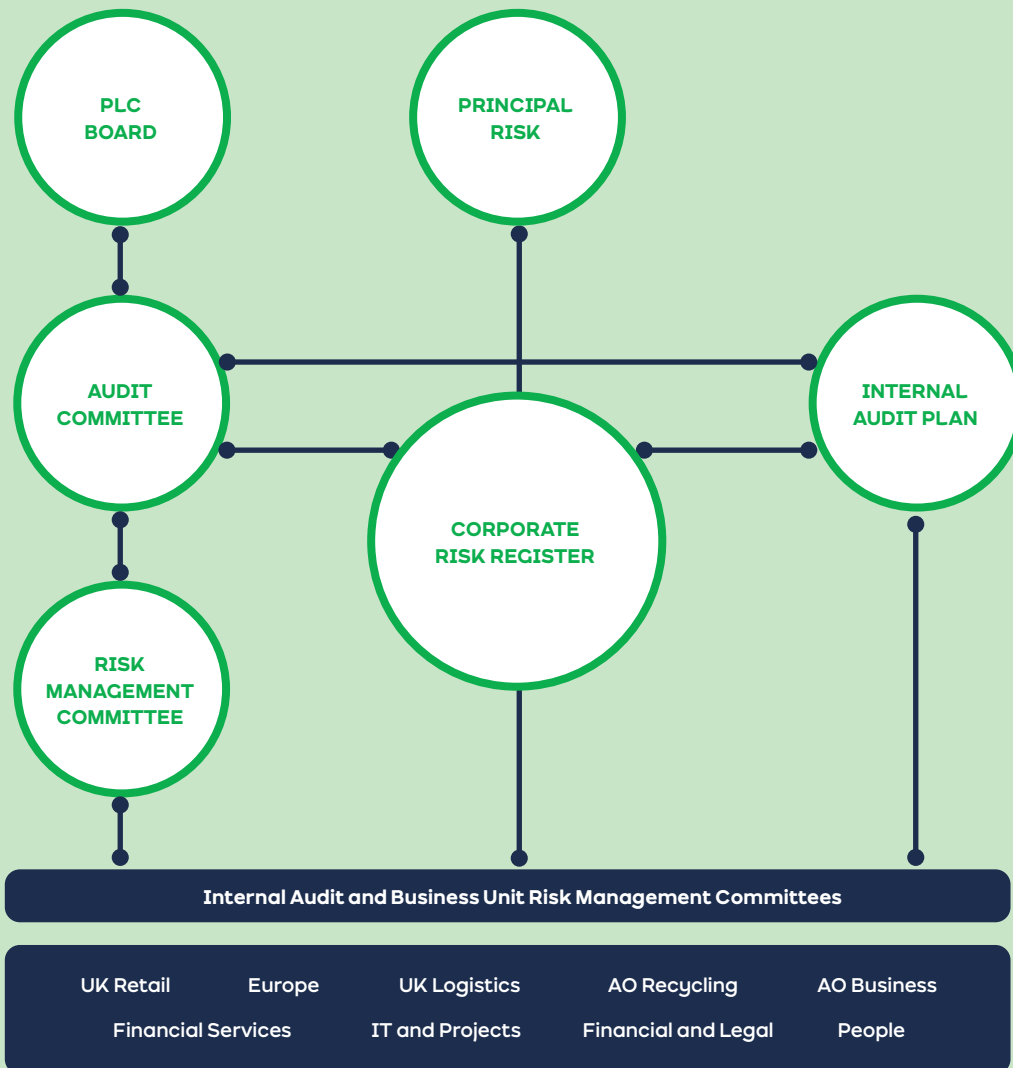 PLC
BOARD
PRINCIPAL
RISK
AUDIT
COMMITTEE
INTERNAL
AUDIT PLAN
CORPORATE
RISK REGISTER
RISK
MANAGEMENT
COMMITTEE
Internal Audit and Business Unit Risk Management Committees
UK Retail Europe UK Logistics AO Recycling AO Business
Financial Services IT and Projects Financial and Legal People